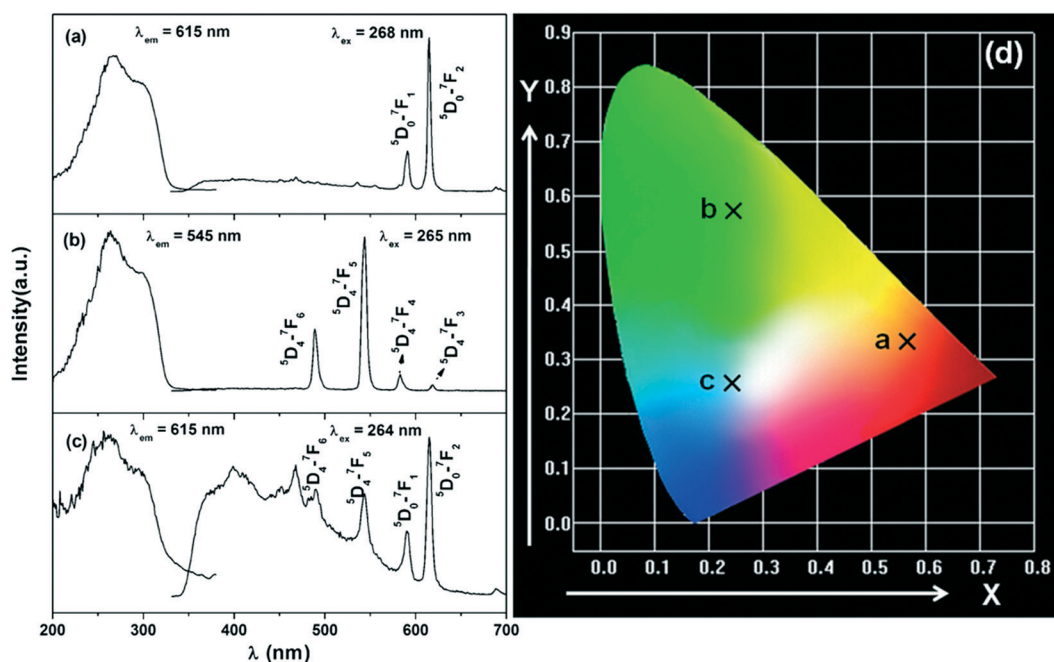 (a)
λem = 615 nm
λex = 268 nm
⁵D₀-⁷F₁
⁵D₀-⁷F₂
(b)
λem = 545 nm
λex = 265 nm
⁵D₄-⁷F₆
⁵D₄-⁷F₅
⁵D₄-⁷F₄
⁵D₄-⁷F₃
(c)
λem = 615 nm
λex = 264 nm
⁵D₄-⁷F₆
⁵D₄-⁷F₅
⁵D₀-⁷F₁
⁵D₀-⁷F₂
Intensity(a.u.)
200 300 400 500 600 700
λ (nm)
(d)
Y
0.9
0.8
0.7
0.6
0.5
0.4
0.3
0.2
0.1
0.0
b
a
c
0.0 0.1 0.2 0.3 0.4 0.5 0.6 0.7 0.8
X